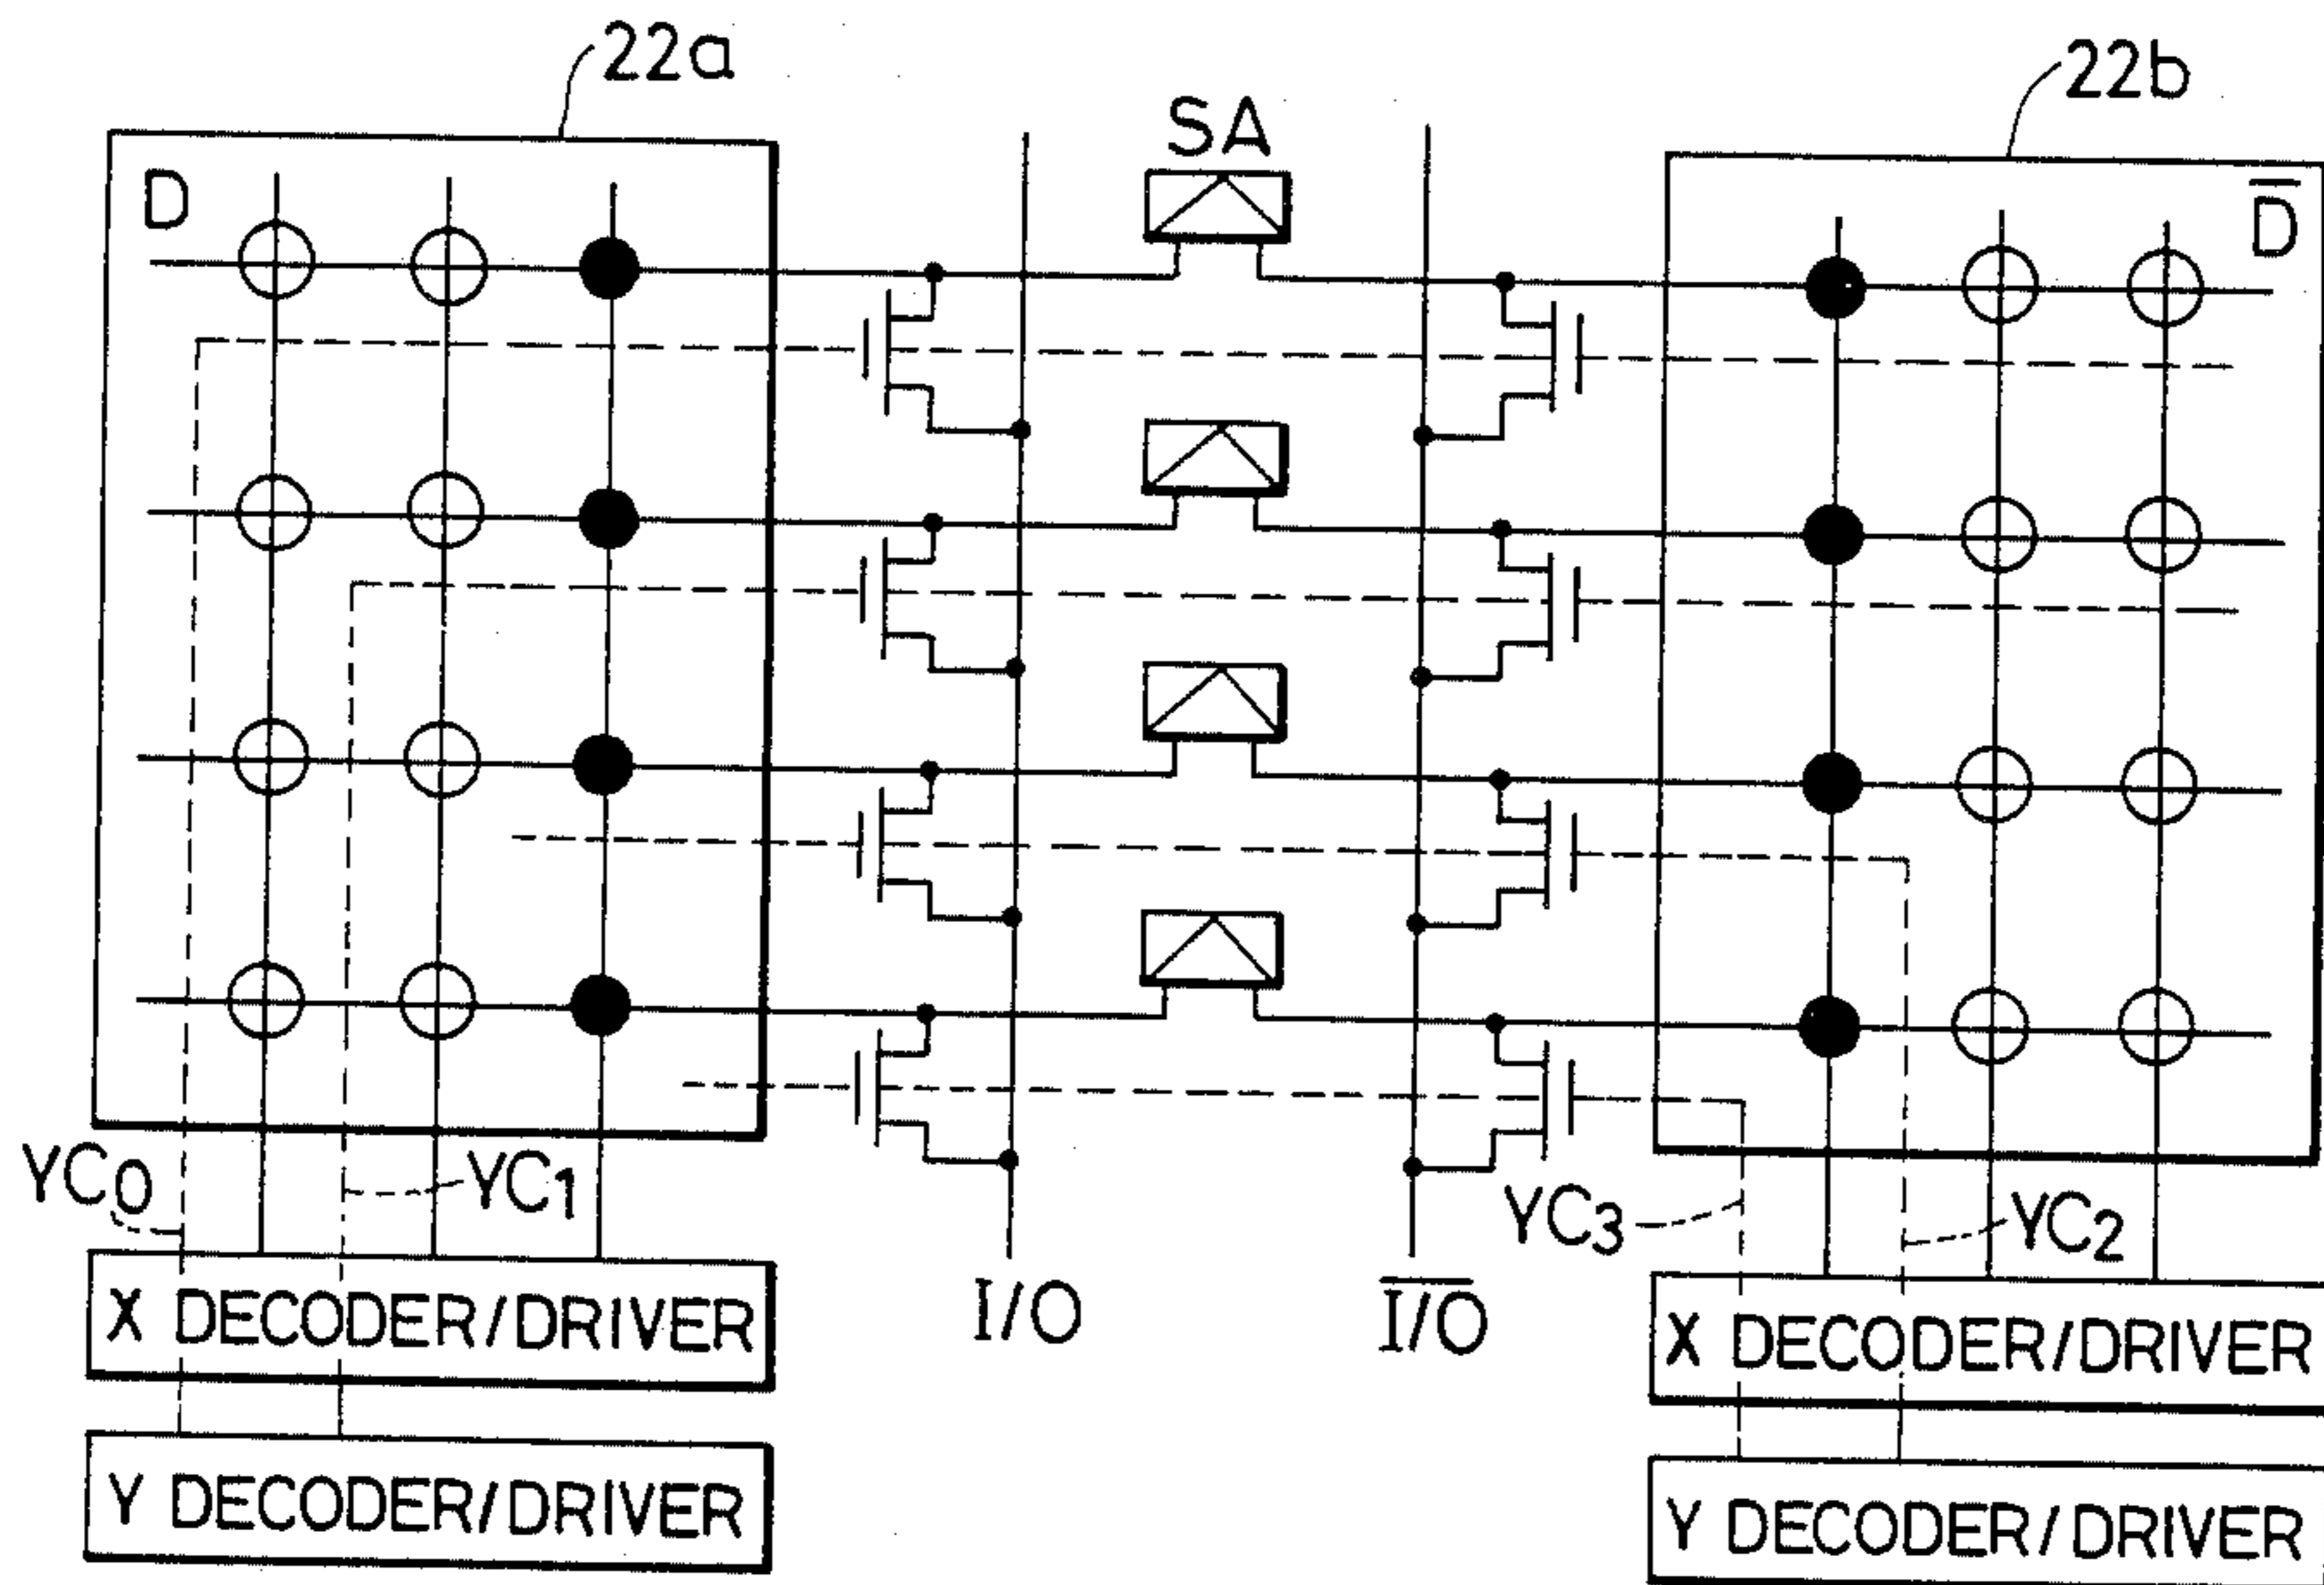 22a
22b
SA
D
D̅
YC0
YC1
YC3
YC2
I/O
I̅/̅O̅
X DECODER/DRIVER
X DECODER/DRIVER
Y DECODER/DRIVER
Y DECODER/DRIVER